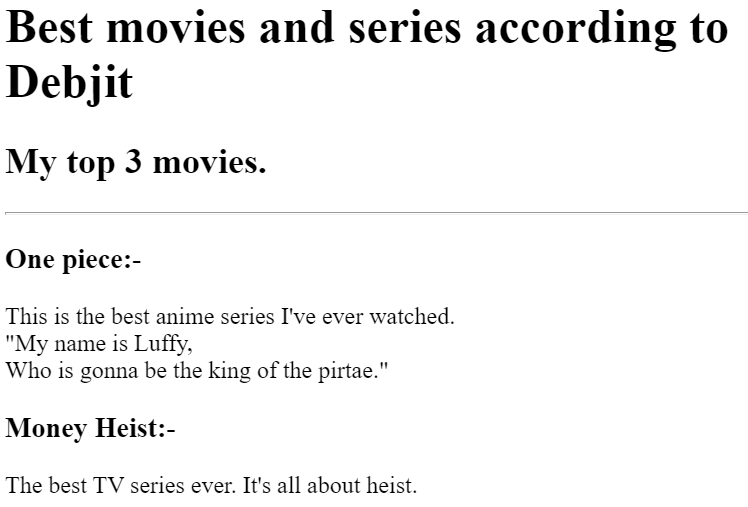 Best movies and series according to
Debjit
My top 3 movies.
One piece:-
This is the best anime series I've ever watched.
"My name is Luffy,
Who is gonna be the king of the pirtae."
Money Heist:-
The best TV series ever. It's all about heist.